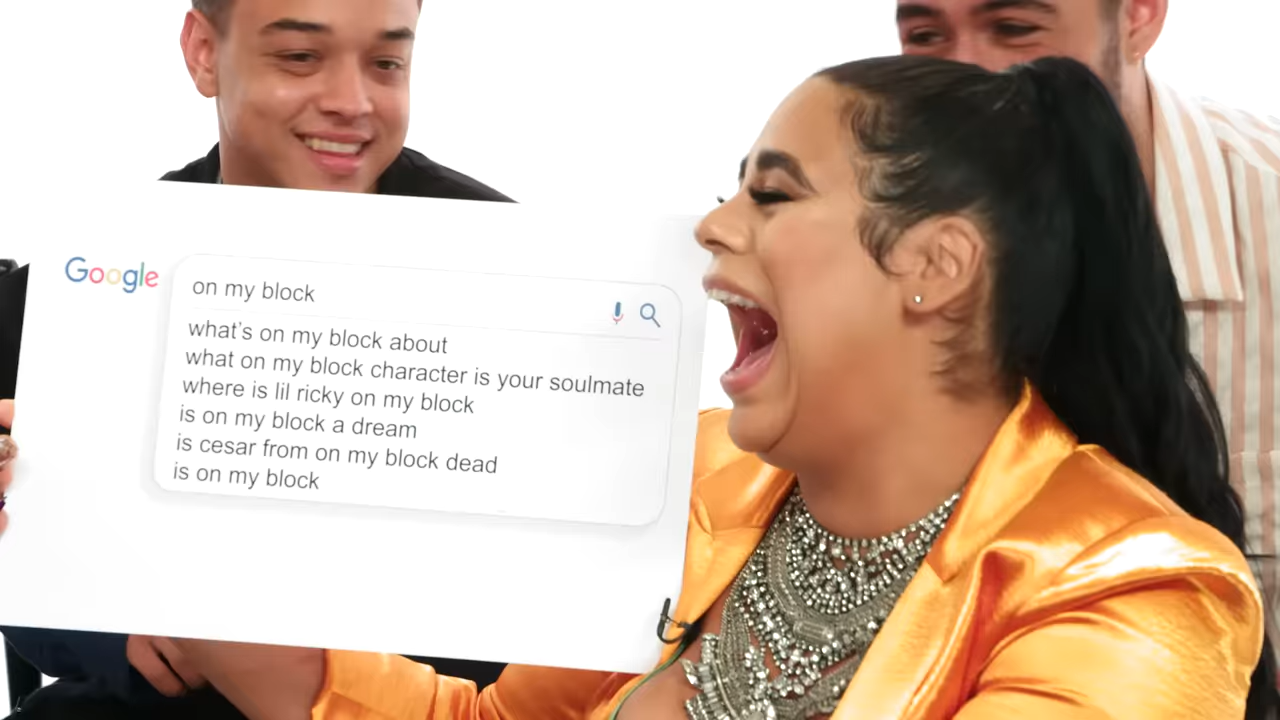 Google
on my block
what's on my block about
what on my block character is your soulmate
where is lil ricky on my block
is on my block a dream
is cesar from on my block dead
is on my block